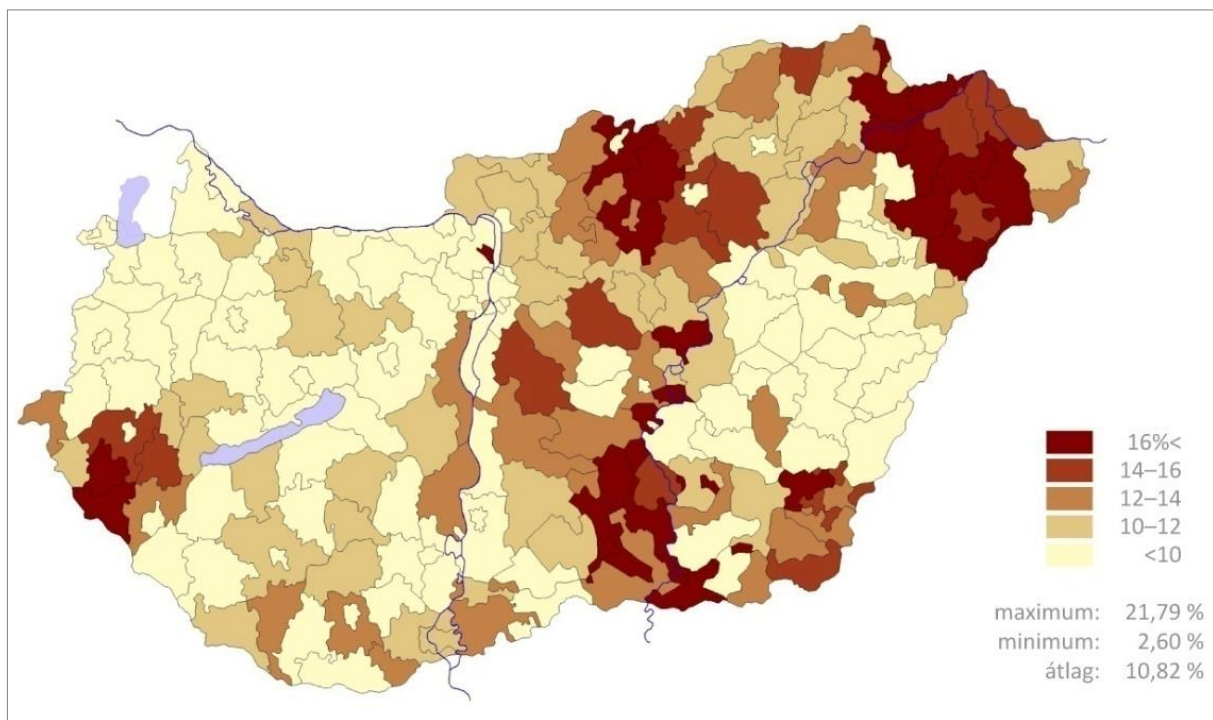 16%<
14–16
12–14
10–12
<10
maximum: 21,79 %
minimum: 2,60 %
átlag: 10,82 %